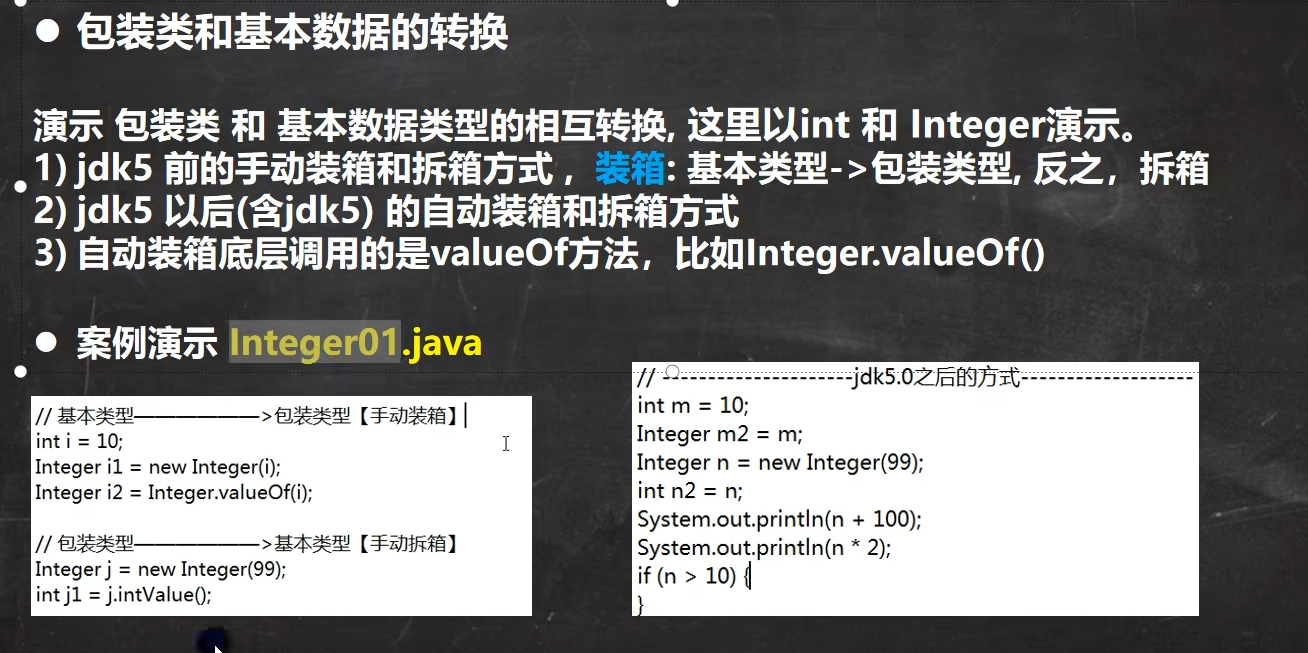 ● 包装类和基本数据的转换
演示 包装类 和 基本数据类型的相互转换, 这里以int 和 Integer演示。
1) jdk5 前的手动装箱和拆箱方式 ，装箱: 基本类型->包装类型, 反之，拆箱
2) jdk5 以后(含jdk5) 的自动装箱和拆箱方式
3) 自动装箱底层调用的是valueOf方法，比如Integer.valueOf()
● 案例演示 Integer01.java
// 基本类型——————>包装类型【手动装箱】
int i = 10;
Integer i1 = new Integer(i);
Integer i2 = Integer.valueOf(i);
// 包装类型——————>基本类型【手动拆箱】
Integer j = new Integer(99);
int j1 = j.intValue();
// ---------------------jdk5.0之后的方式-------------------
int m = 10;
Integer m2 = m;
Integer n = new Integer(99);
int n2 = n;
System.out.println(n + 100);
System.out.println(n * 2);
if (n > 10) {
}